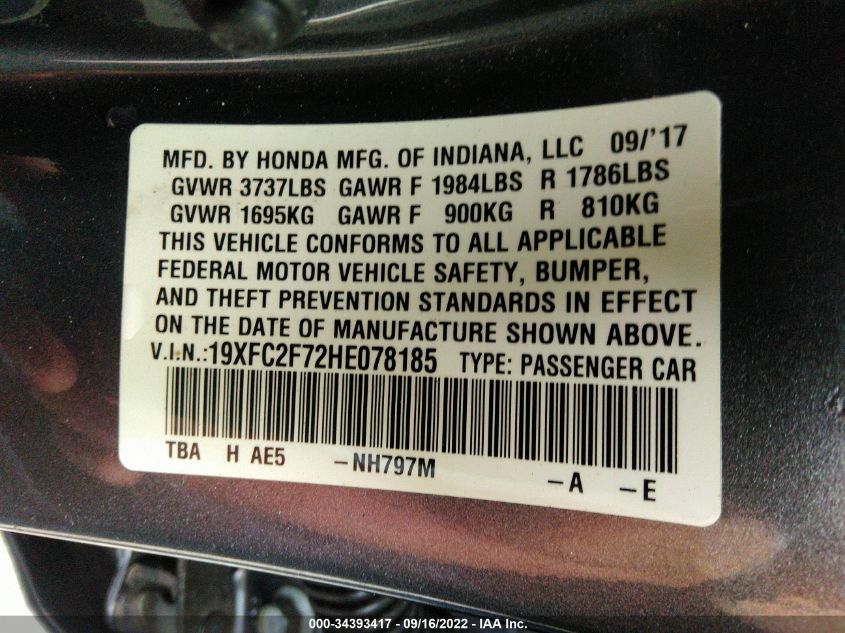 MFD. BY HONDA MFG. OF INDIANA, LLC 09/'17
GVWR 3737LBS GAWR F 1984LBS R 1786LBS
GVWR 1695KG GAWR F 900KG R 810KG
THIS VEHICLE CONFORMS TO ALL APPLICABLE
FEDERAL MOTOR VEHICLE SAFETY, BUMPER,
AND THEFT PREVENTION STANDARDS IN EFFECT
ON THE DATE OF MANUFACTURE SHOWN ABOVE.
V.I.N.:19XFC2F72HE078185 TYPE: PASSENGER CAR
TBA H AE5 -NH797M -A -E
000-34393417 - 09/16/2022 - IAA Inc.